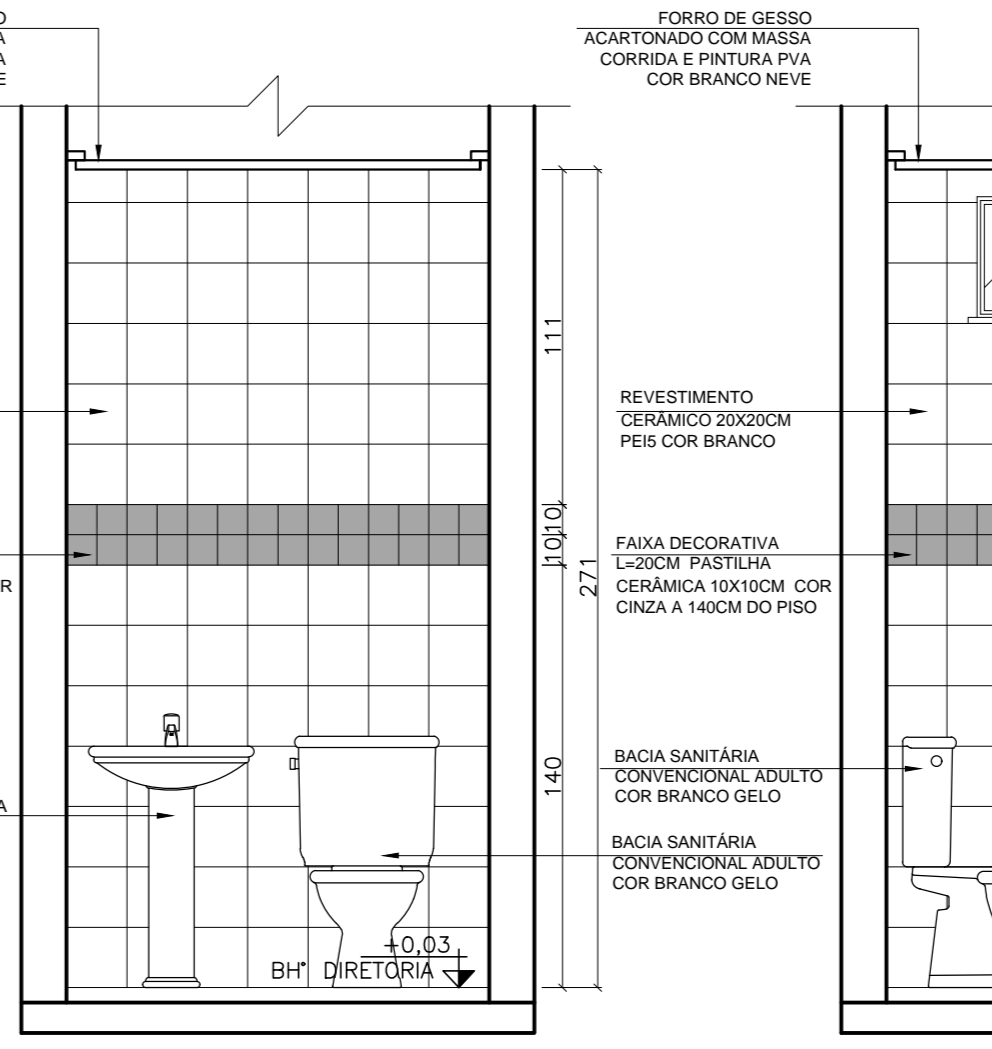 O
A
A
E
FORRO DE GESSO
ACARTONADO COM MASSA
CORRIDA E PINTURA PVA
COR BRANCO NEVE
111
REVESTIMENTO
CERÂMICO 20X20CM
PEI5 COR BRANCO
10
10
271
FAIXA DECORATIVA
L=20CM PASTILHA
CERÂMICA 10X10CM COR
CINZA A 140CM DO PISO
R
140
BACIA SANITÁRIA
CONVENCIONAL ADULTO
COR BRANCO GELO
A
BACIA SANITÁRIA
CONVENCIONAL ADULTO
COR BRANCO GELO
+0,03
BH° DIRETORIA